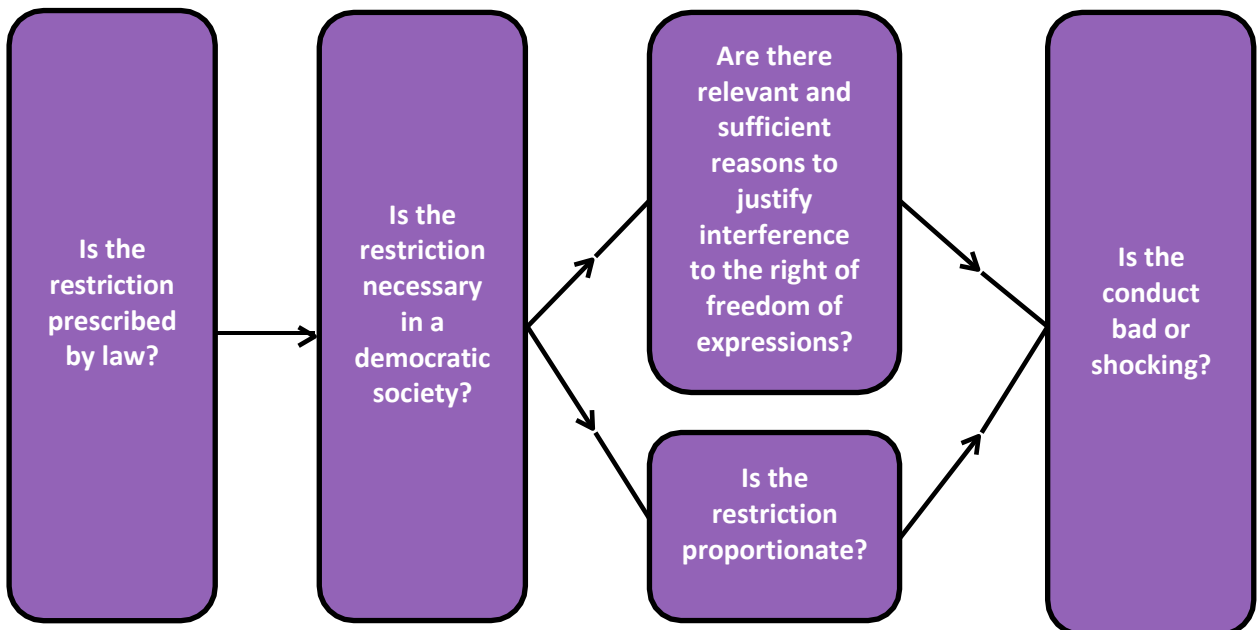 Is the
restriction
prescribed
by law?
Is the
restriction
necessary
in a
democratic
society?
Are there
relevant and
sufficient
reasons to
justify
interference
to the right of
freedom of
expressions?
Is the
restriction
proportionate?
Is the
conduct
bad or
shocking?